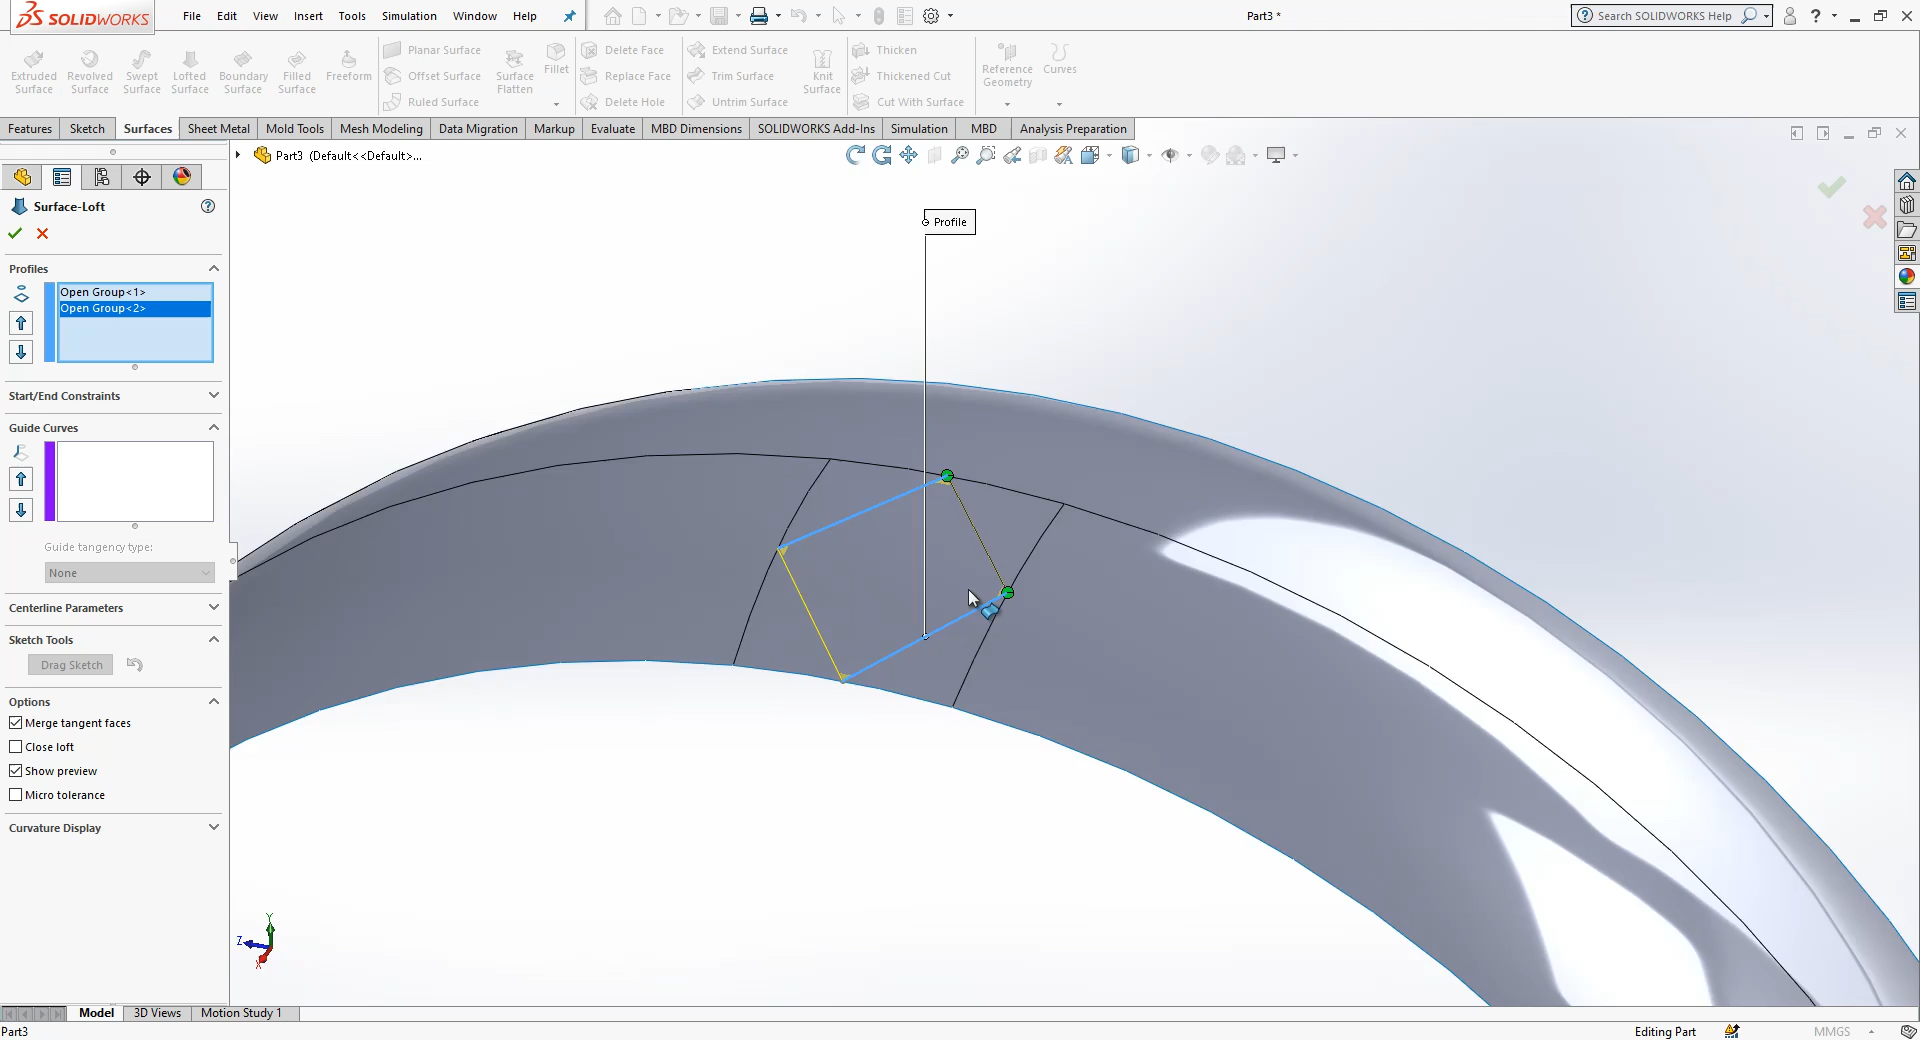 SOLIDWORKS File Edit View Insert Tools Simulation Window Help Part3 * Search SOLIDWORKS Help ?
Extruded Surface
Revolved Surface
Swept Surface
Lofted Surface
Boundary Surface
Filled Surface
Freeform
Planar Surface
Offset Surface
Ruled Surface
Surface Flatten
Fillet
Delete Face
Replace Face
Delete Hole
Extend Surface
Trim Surface
Untrim Surface
Knit Surface
Thicken
Thickened Cut
Cut With Surface
Reference Geometry
Curves
Features Sketch Surfaces Sheet Metal Mold Tools Mesh Modeling Data Migration Markup Evaluate MBD Dimensions SOLIDWORKS Add-Ins Simulation MBD Analysis Preparation
Part3 (Default<<Default>...
Surface-Loft ?
Profile
Profiles
Open Group<1>
Open Group<2>
Start/End Constraints
Guide Curves
Guide tangency type:
None
Centerline Parameters
Sketch Tools
Drag Sketch
Options
Merge tangent faces
Close loft
Show preview
Micro tolerance
Curvature Display
Y
Z
X
Model 3D Views Motion Study 1
Part3 Editing Part MMGS